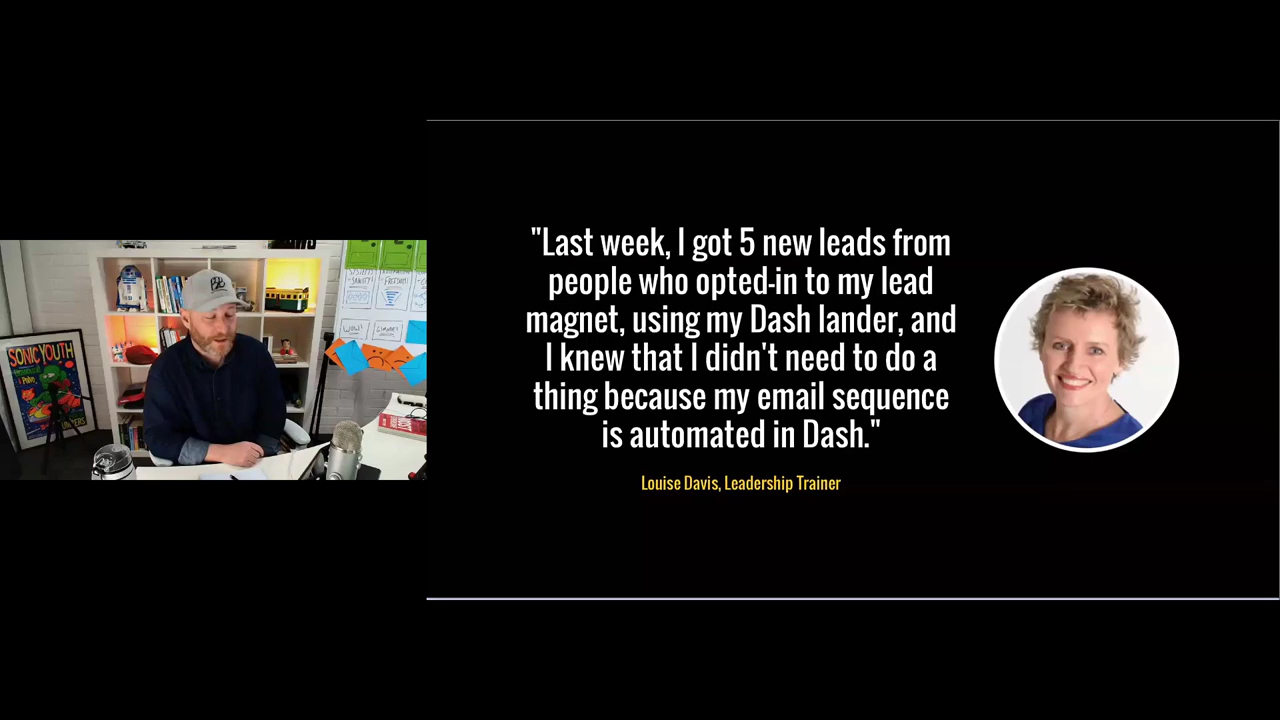 "Last week, I got 5 new leads from
people who opted-in to my lead
magnet, using my Dash lander, and
I knew that I didn't need to do a
thing because my email sequence
is automated in Dash."
Louise Davis, Leadership Trainer
SONIC YOUTH